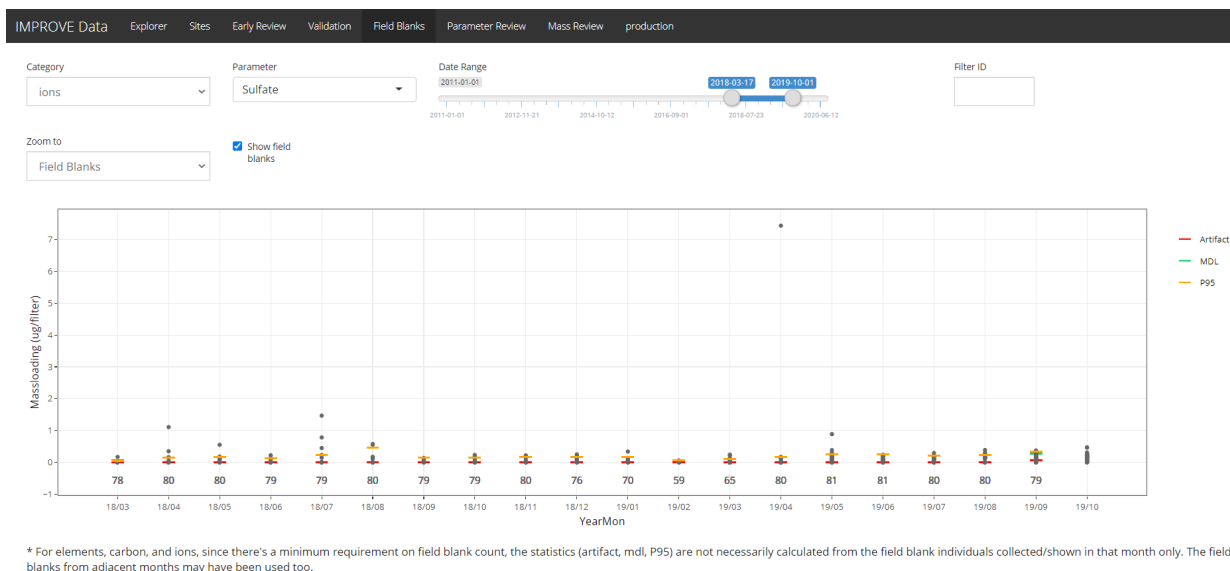 IMPROVE Data Explorer Sites Early Review Validation Field Blanks Parameter Review Mass Review production
Category Parameter Date Range Filter ID
ions Sulfate 2011-01-01 2018-03-17 2019-10-01
2011-01-01 2012-11-21 2014-10-12 2016-09-01 2018-07-23 2020-06-12
Zoom to
Field Blanks
Show field
blanks
Massloading (ug/filter)
7
6
5
4
3
2
1
0
-1
Artifact
MDL
P95
78 80 80 79 79 80 79 79 80 76 70 59 65 80 81 81 80 80 79
18/03 18/04 18/05 18/06 18/07 18/08 18/09 18/10 18/11 18/12 19/01 19/02 19/03 19/04 19/05 19/06 19/07 19/08 19/09 19/10
YearMon
* For elements, carbon, and ions, since there's a minimum requirement on field blank count, the statistics (artifact, mdl, P95) are not necessarily calculated from the field blank individuals collected/shown in that month only. The field
blanks from adjacent months may have been used too.